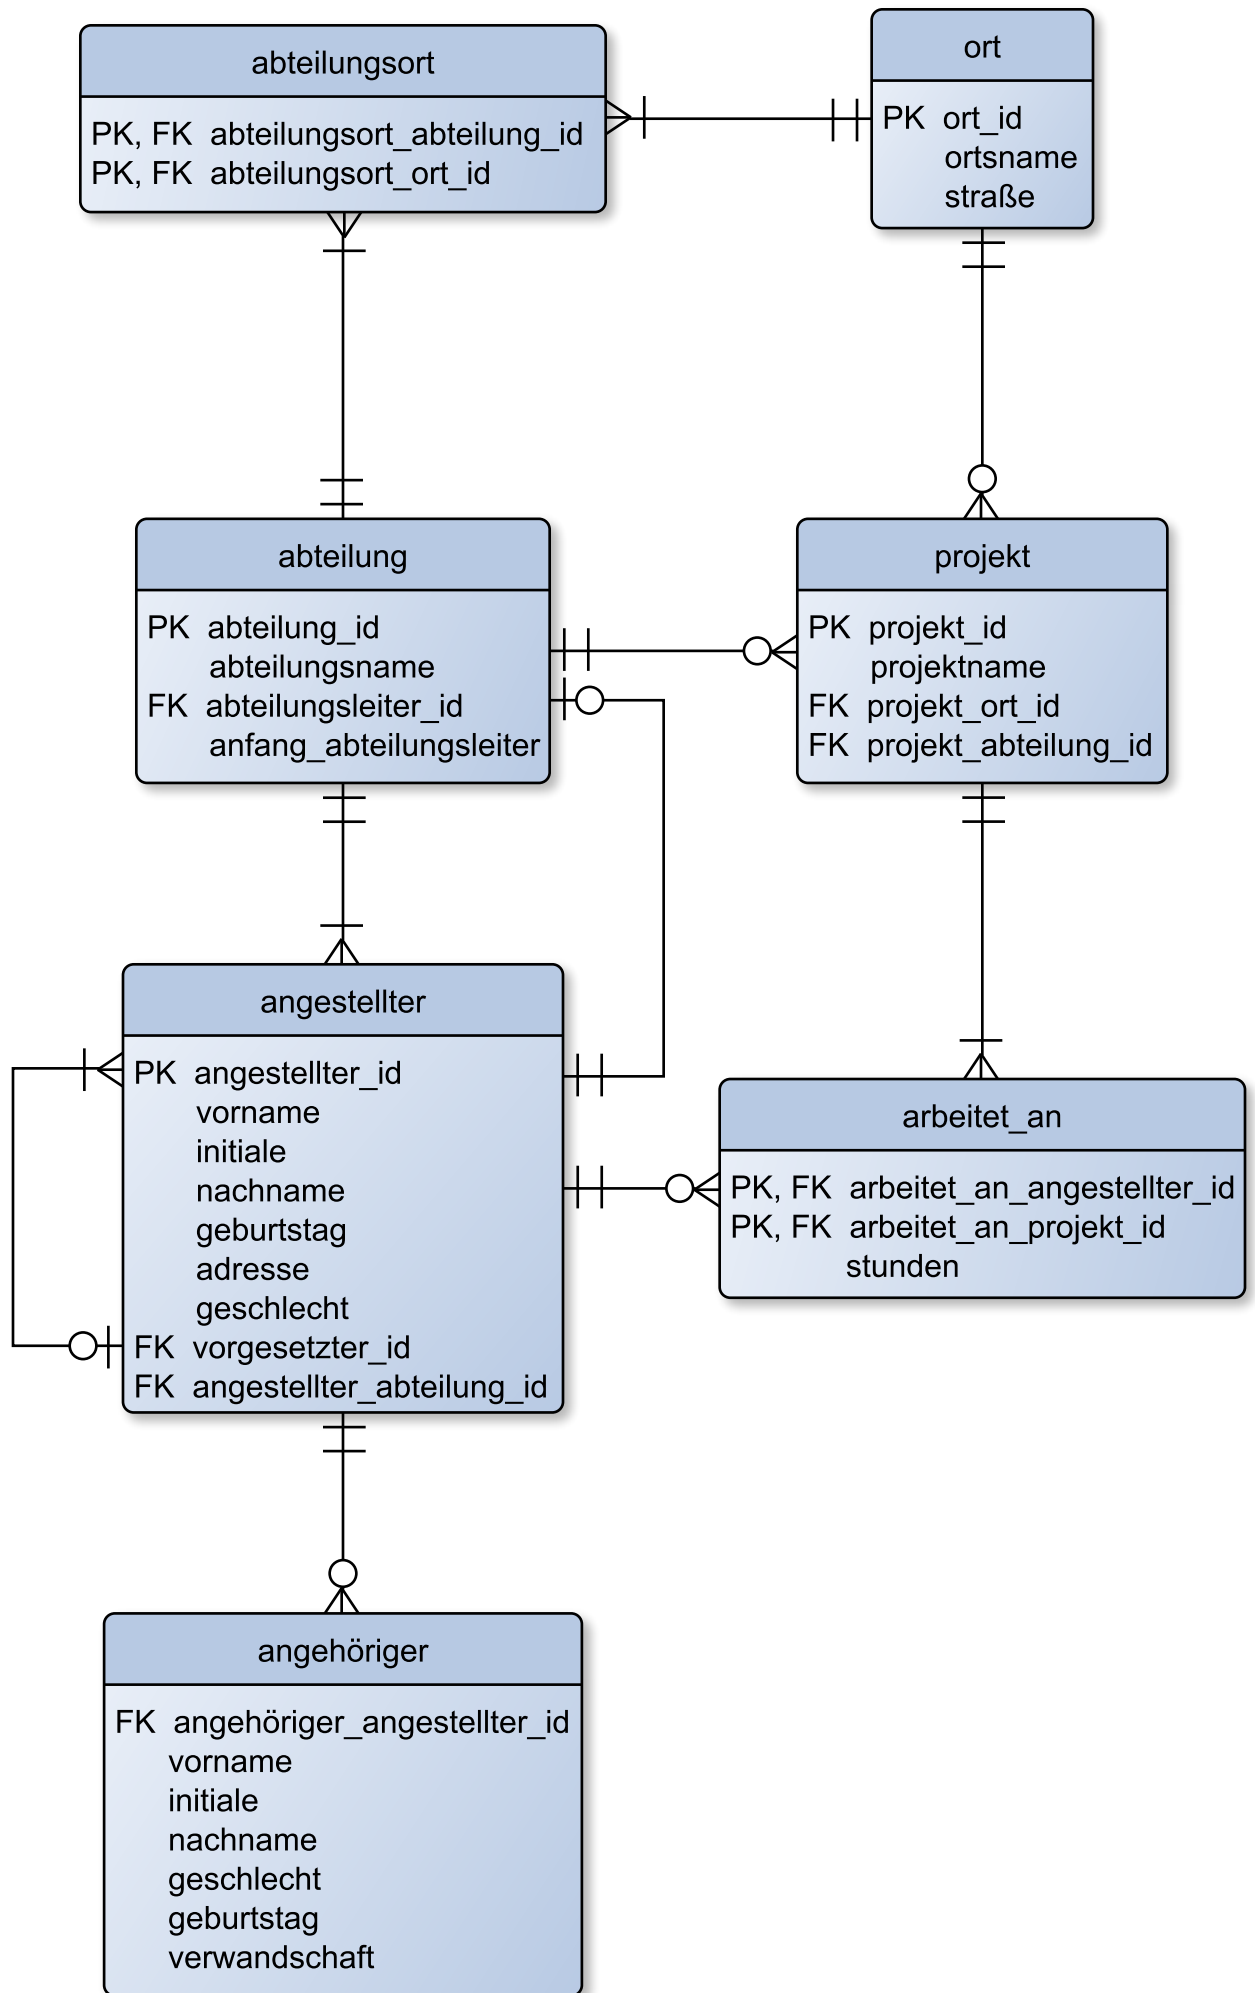 abteilungsort
PK, FK abteilungsort_abteilung_id
PK, FK abteilungsort_ort_id
ort
PK ort_id
ortsname
straße
abteilung
PK abteilung_id
abteilungsname
FK abteilungsleiter_id
anfang_abteilungsleiter
projekt
PK projekt_id
projektname
FK projekt_ort_id
FK projekt_abteilung_id
angestellter
PK angestellter_id
vorname
initiale
nachname
geburtstag
adresse
geschlecht
FK vorgesetzter_id
FK angestellter_abteilung_id
arbeitet_an
PK, FK arbeitet_an_angestellter_id
PK, FK arbeitet_an_projekt_id
stunden
angehöriger
FK angehöriger_angestellter_id
vorname
initiale
nachname
geschlecht
geburtstag
verwandschaft